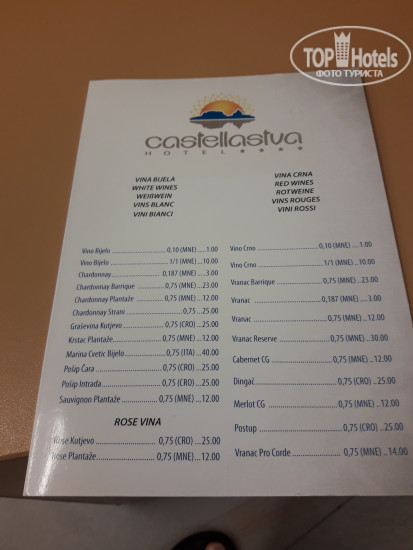 TOP Hotels
ФОТО ТУРИСТА
castellastva
HOTEL ★★★★
VINA BIJELA
WHITE WINES
WEIßWEIN
VINS BLANC
VINI BIANCI
Vino Bijelo ........ 0,10 (MNE) .....1.00
Vino Bijelo ........ 1/1 (MNE) ...10.00
Chardonnay ........ 0,187 (MNE) .....3.00
Chardonnay Barrique ........ 0,75 (MNE) ...23.00
Chardonnay Plantaže ........ 0,75 (MNE) ...12.00
Chardonnay Strani ........ 0,75 ....25.00
Graševina Kutjevo ........ 0,75 (CRO) ...25.00
Krstac Plantaže ........ 0,75 (MNE) ...12.00
Marina Cvetic Bijelo ........ 0,75 (ITA) ...40.00
Pošip Čara ........ 0,75 (CRO) ...25.00
Pošip Intrada ........ 0,75 (CRO) ...25.00
Sauvignon Plantaže ........ 0,75 (MNE) ...12.00
ROSE VINA
Rose Kutjevo ........ 0,75 (CRO) ... 25.00
Rose Plantaže ........ 0,75 (MNE) ... 12.00
VINA CRNA
RED WINES
ROTWEINE
VINS ROUGES
VINI ROSSI
Vino Crno ........ 0,10 (MNE) .....1.00
Vino Crno ........ 1/1 (MNE) ..10.00
Vranac Barrique ........ 0,75 (MNE) ...23.00
Vranac ........ 0,187 (MNE) .....3.00
Vranac ........ 0,75 (MNE) ..12.00
Vranac Reserve ........ 0,75 (MNE) ...30.00
Cabernet CG ........ 0,75 (MNE) ..12.00
Dingač ........ 0,75 (CRO) ...25.00
Merlot CG ........ 0,75 (MNE) ..12.00
Postup ........ 0,75 (CRO) ...25.00
Vranac Pro Corde ........ 0,75 (MNE) ..14.00